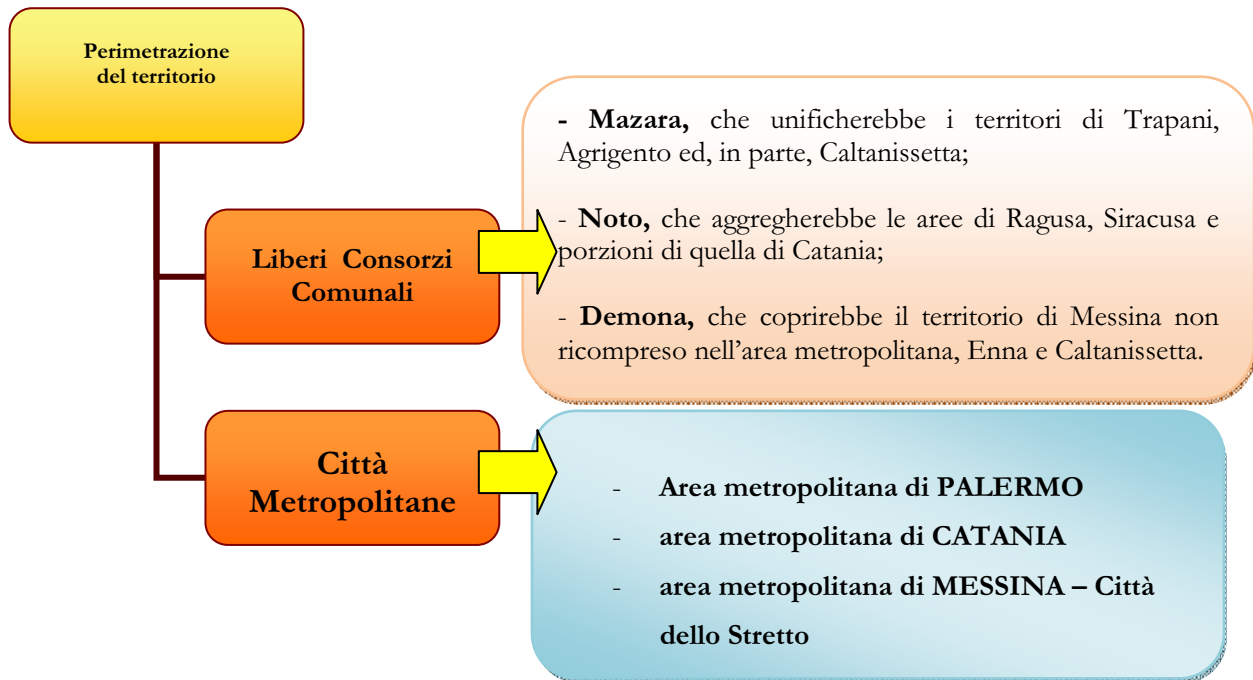 Perimetrazione
del territorio
- Mazara, che unificherebbe i territori di Trapani,
Agrigento ed, in parte, Caltanissetta;
- Noto, che aggregherebbe le aree di Ragusa, Siracusa e
porzioni di quella di Catania;
- Demona, che coprirebbe il territorio di Messina non
ricompreso nell’area metropolitana, Enna e Caltanissetta.
Liberi Consorzi
Comunali
Città
Metropolitane
- Area metropolitana di PALERMO
- area metropolitana di CATANIA
- area metropolitana di MESSINA – Città
dello Stretto